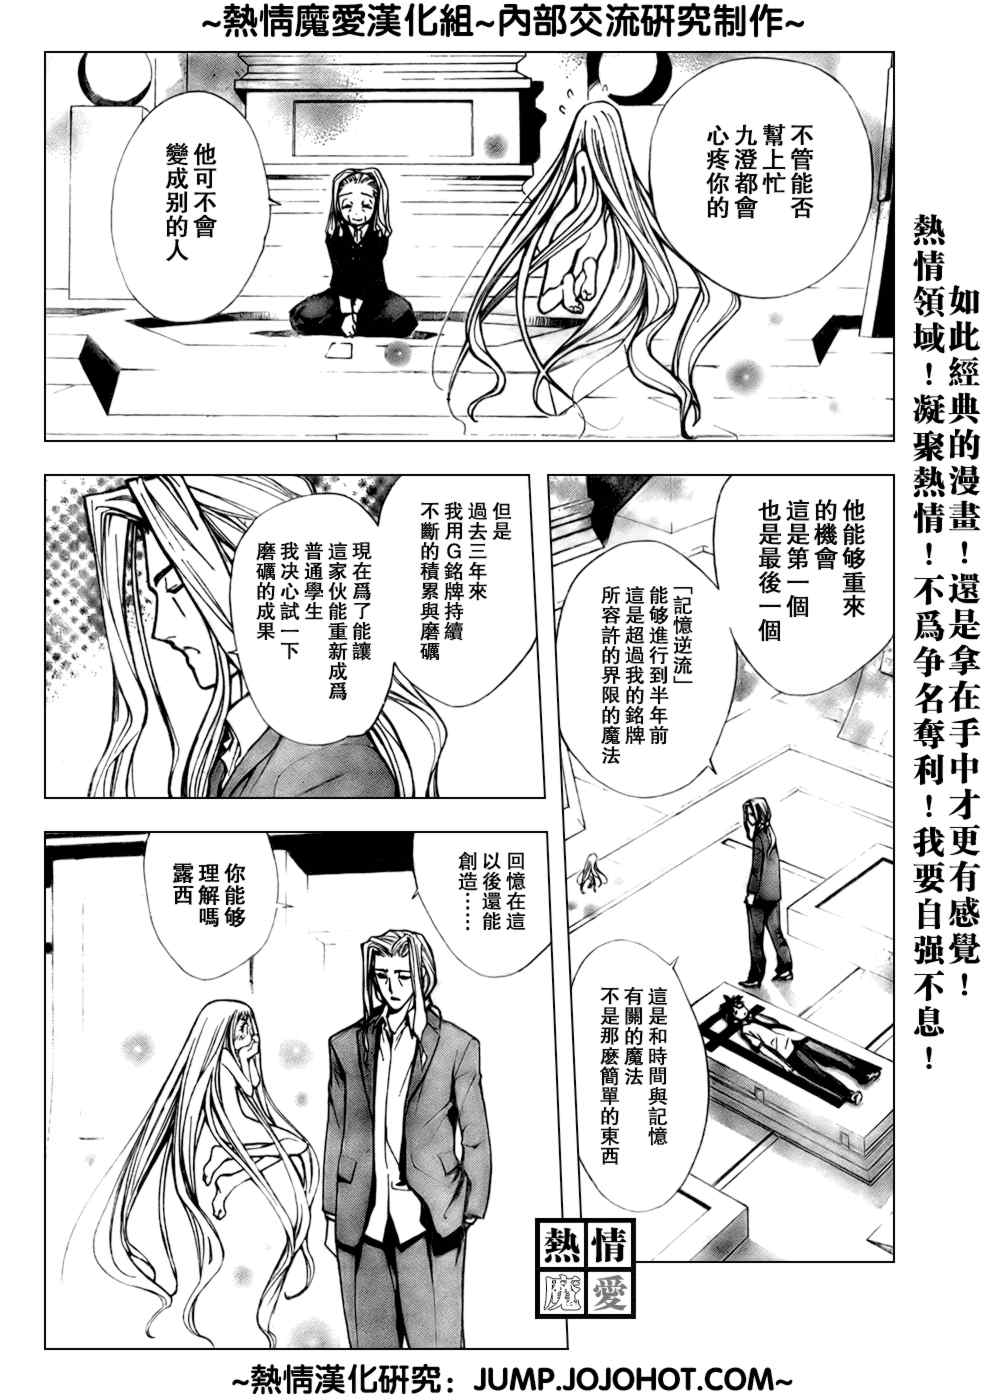 ~熱情魔愛漢化組~內部交流研究制作~
不管能否
幫上忙
九澄都會
心疼你的
他可不會
變成別的人
他能够重來
的機會
這是第一個
也是最後一個
「記憶逆流」
能够進行到半年前
這是超過我的銘牌
所容許的界限的魔法
這是和時間與記憶
有關的魔法
不是那麽簡單的東西
但是
過去三年來
我用G銘牌持續
不斷的積累與磨礪
現在爲了能讓
這家伙能重新成爲
普通學生
我决心試一下
磨礪的成果
回憶在這
以後還能
創造……
你能够
理解嗎
露西
如此經典的漫畫！還是拿在手中才更有感覺！
熱情領域！凝聚熱情！不爲争名奪利！我要自强不息！
熱情
魔愛
~熱情漢化研究：JUMP.JOJOHOT.COM~